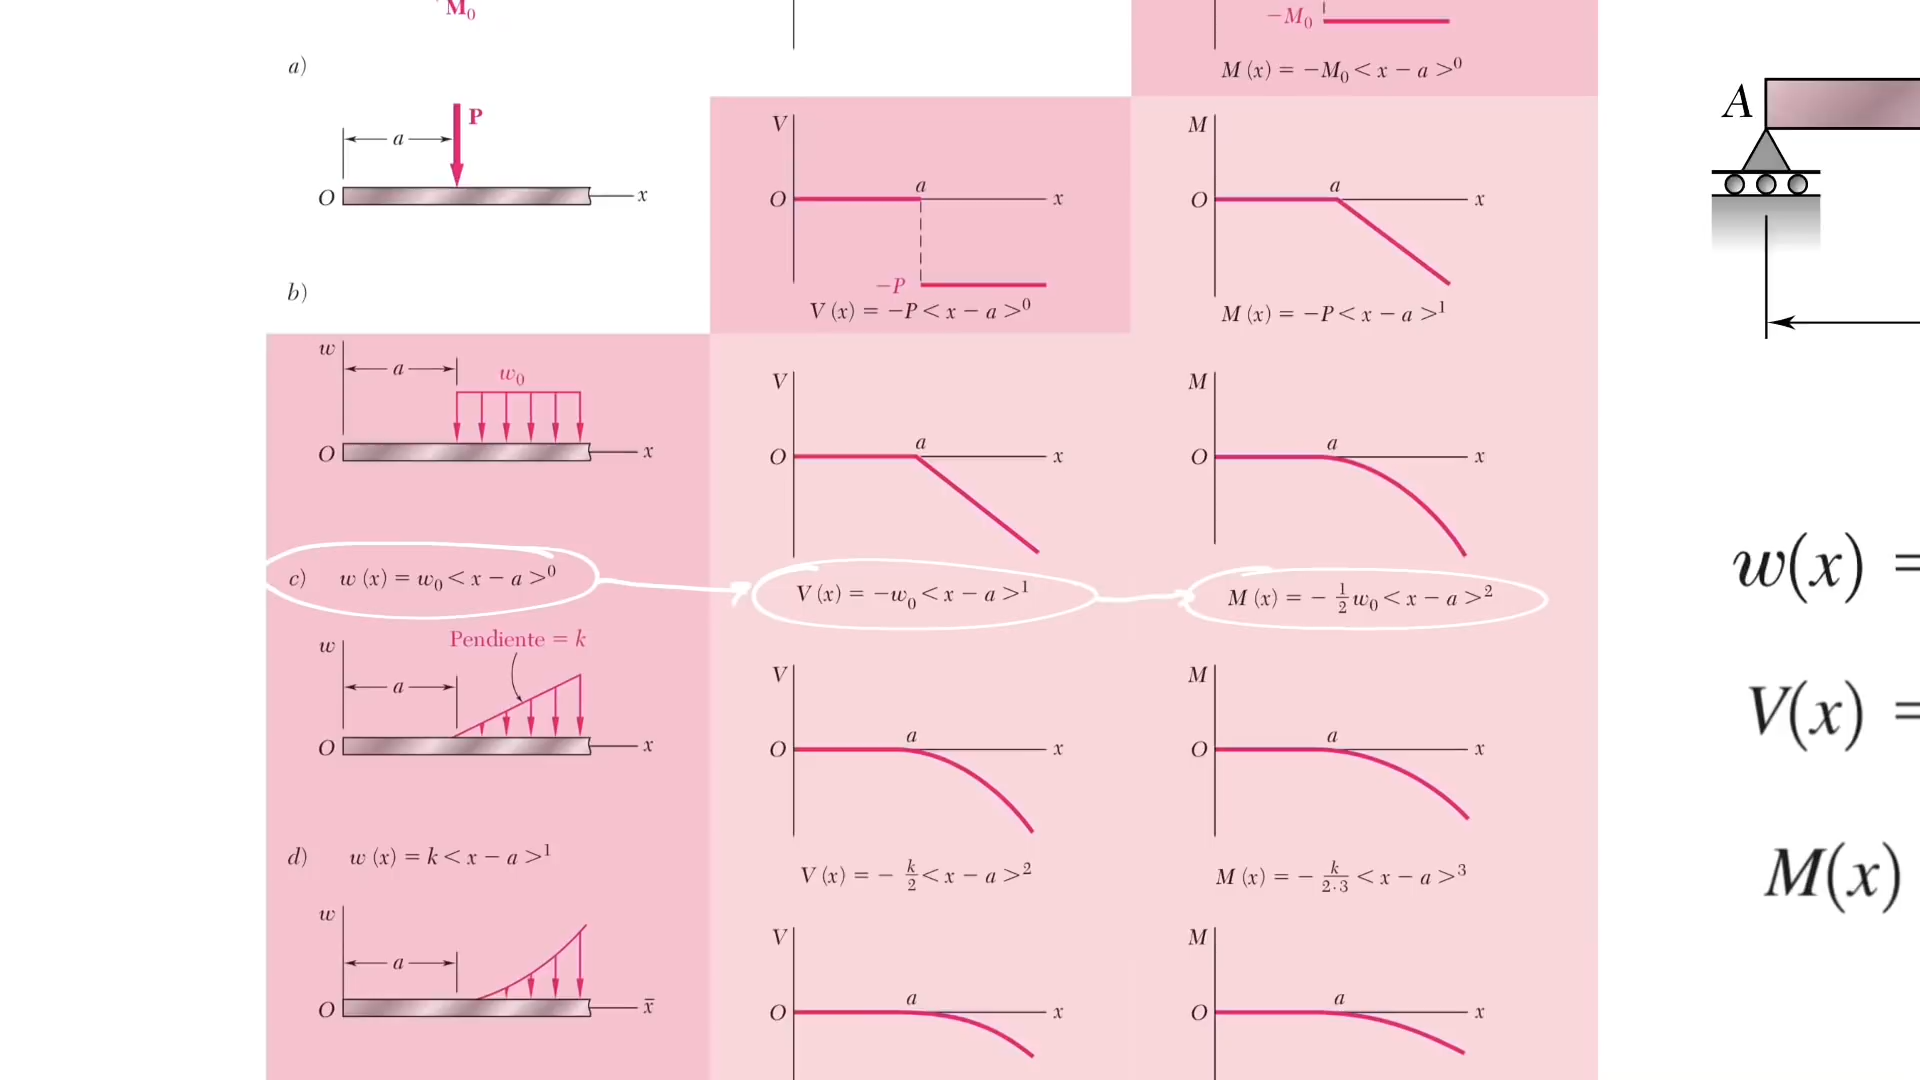 M₀
−M₀
a)
M (x) = −M₀ < x − a >⁰
P
a
O
x
V
O
a
x
−P
M
O
a
x
b)
V (x) = −P < x − a >⁰
M (x) = −P < x − a >¹
w
a
w₀
O
x
V
O
a
x
M
O
a
x
c) w (x) = w₀ < x − a >⁰
V (x) = −w₀ < x − a >¹
M (x) = − ½ w₀ < x − a >²
w
Pendiente = k
a
O
x
V
O
a
x
M
O
a
x
d) w (x) = k < x − a >¹
V (x) = − k/2 < x − a >²
M (x) = − k/2·3 < x − a >³
w
a
O
x̄
V
O
a
x
M
O
a
x
A
w(x) =
V(x) =
M(x)